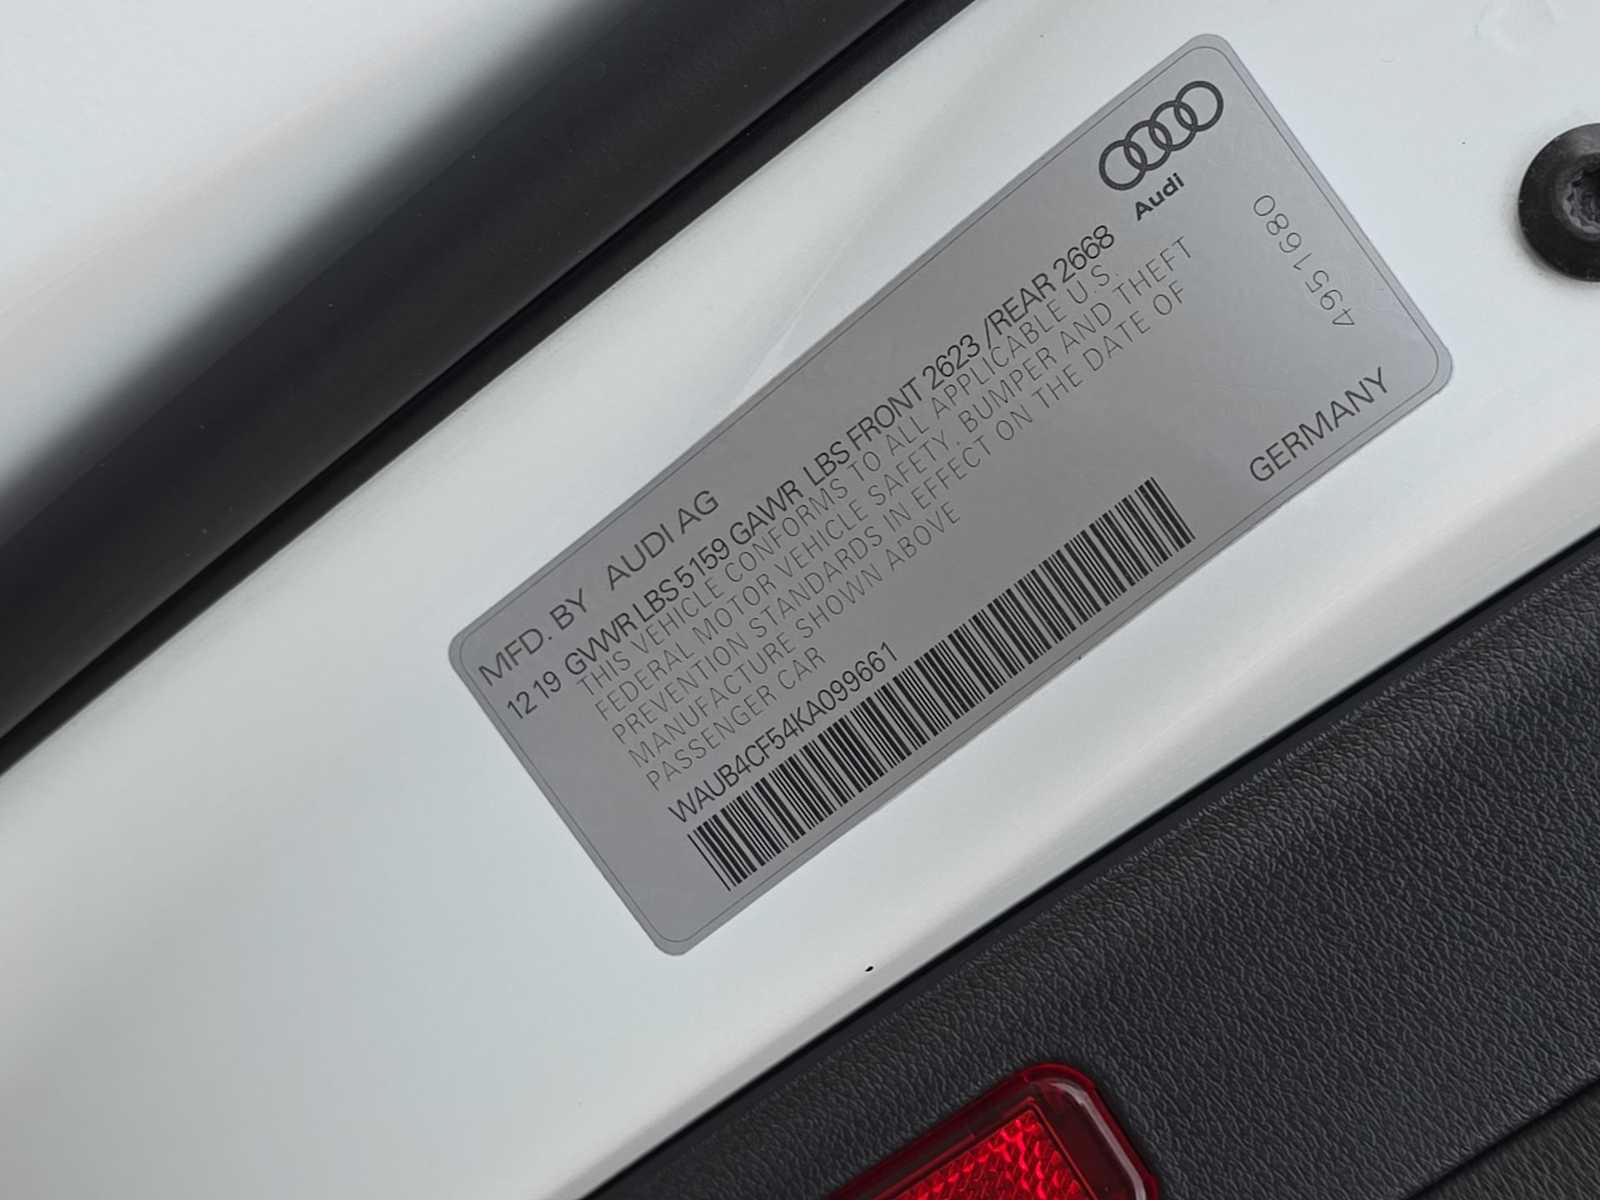 Audi
MFD. BY AUDI AG
12 19 GVWR LBS 5159 GAWR LBS FRONT 2623 /REAR 2668
THIS VEHICLE CONFORMS TO ALL APPLICABLE U.S.
FEDERAL MOTOR VEHICLE SAFETY, BUMPER AND THEFT
PREVENTION STANDARDS IN EFFECT ON THE DATE OF
MANUFACTURE SHOWN ABOVE
PASSENGER CAR
WAUB4CF54KA099661
GERMANY
4951680